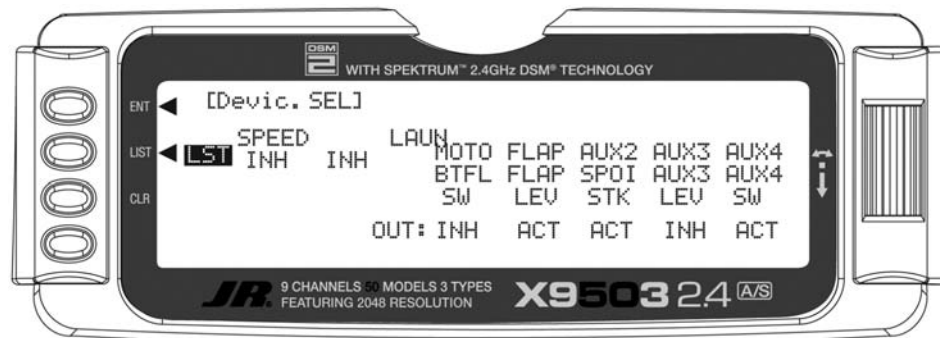 DSM
2 WITH SPEKTRUM™ 2.4GHz DSM® TECHNOLOGY
ENT [Devic.SEL]
SPEED LAUN
LIST LST INH INH MOTO FLAP AUX2 AUX3 AUX4
BTFL FLAP SPOI AUX3 AUX4
CLR SW LEV STK LEV SW
OUT: INH ACT ACT INH ACT
JR. 9 CHANNELS 50 MODELS 3 TYPES
FEATURING 2048 RESOLUTION
X9503 2.4 A/S